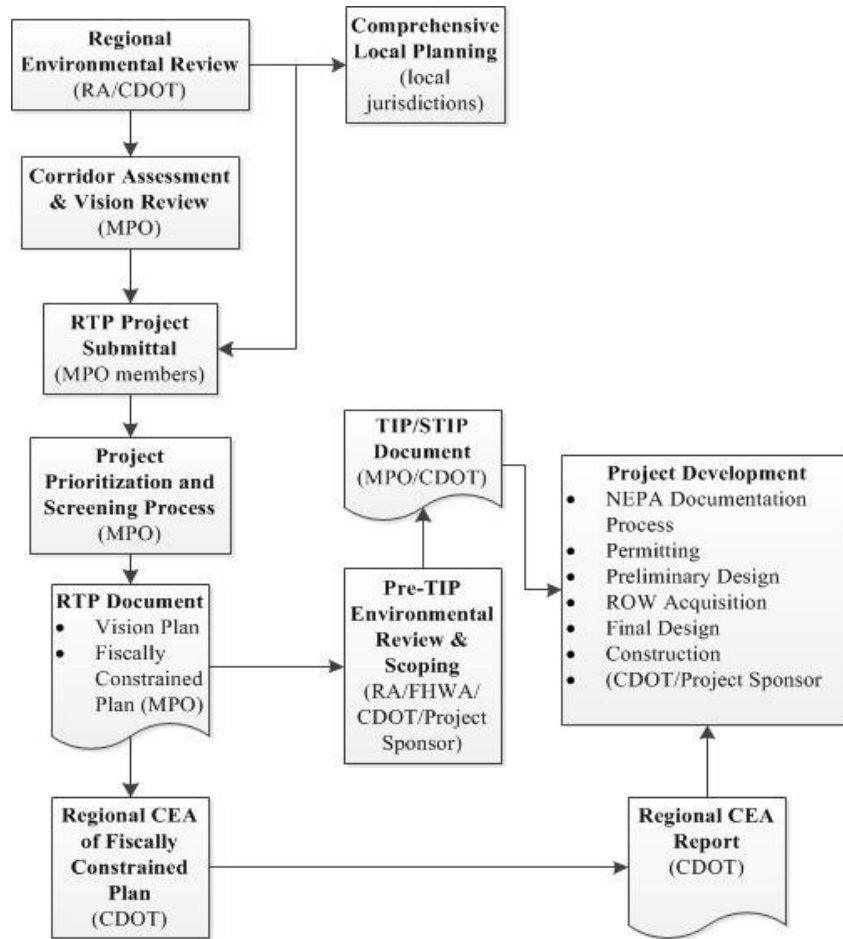 Regional
Environmental Review
(RA/CDOT)
Comprehensive
Local Planning
(local
jurisdictions)
Corridor Assessment
& Vision Review
(MPO)
RTP Project
Submittal
(MPO members)
Project
Prioritization and
Screening Process
(MPO)
RTP Document
• Vision Plan
• Fiscally
Constrained
Plan (MPO)
Pre-TIP
Environmental
Review &
Scoping
(RA/FHWA/
CDOT/Project
Sponsor)
TIP/STIP
Document
(MPO/CDOT)
Project Development
• NEPA Documentation
Process
• Permitting
• Preliminary Design
• ROW Acquisition
• Final Design
• Construction
• (CDOT/Project Sponsor
Regional CEA
of Fiscally
Constrained
Plan
(CDOT)
Regional CEA
Report
(CDOT)